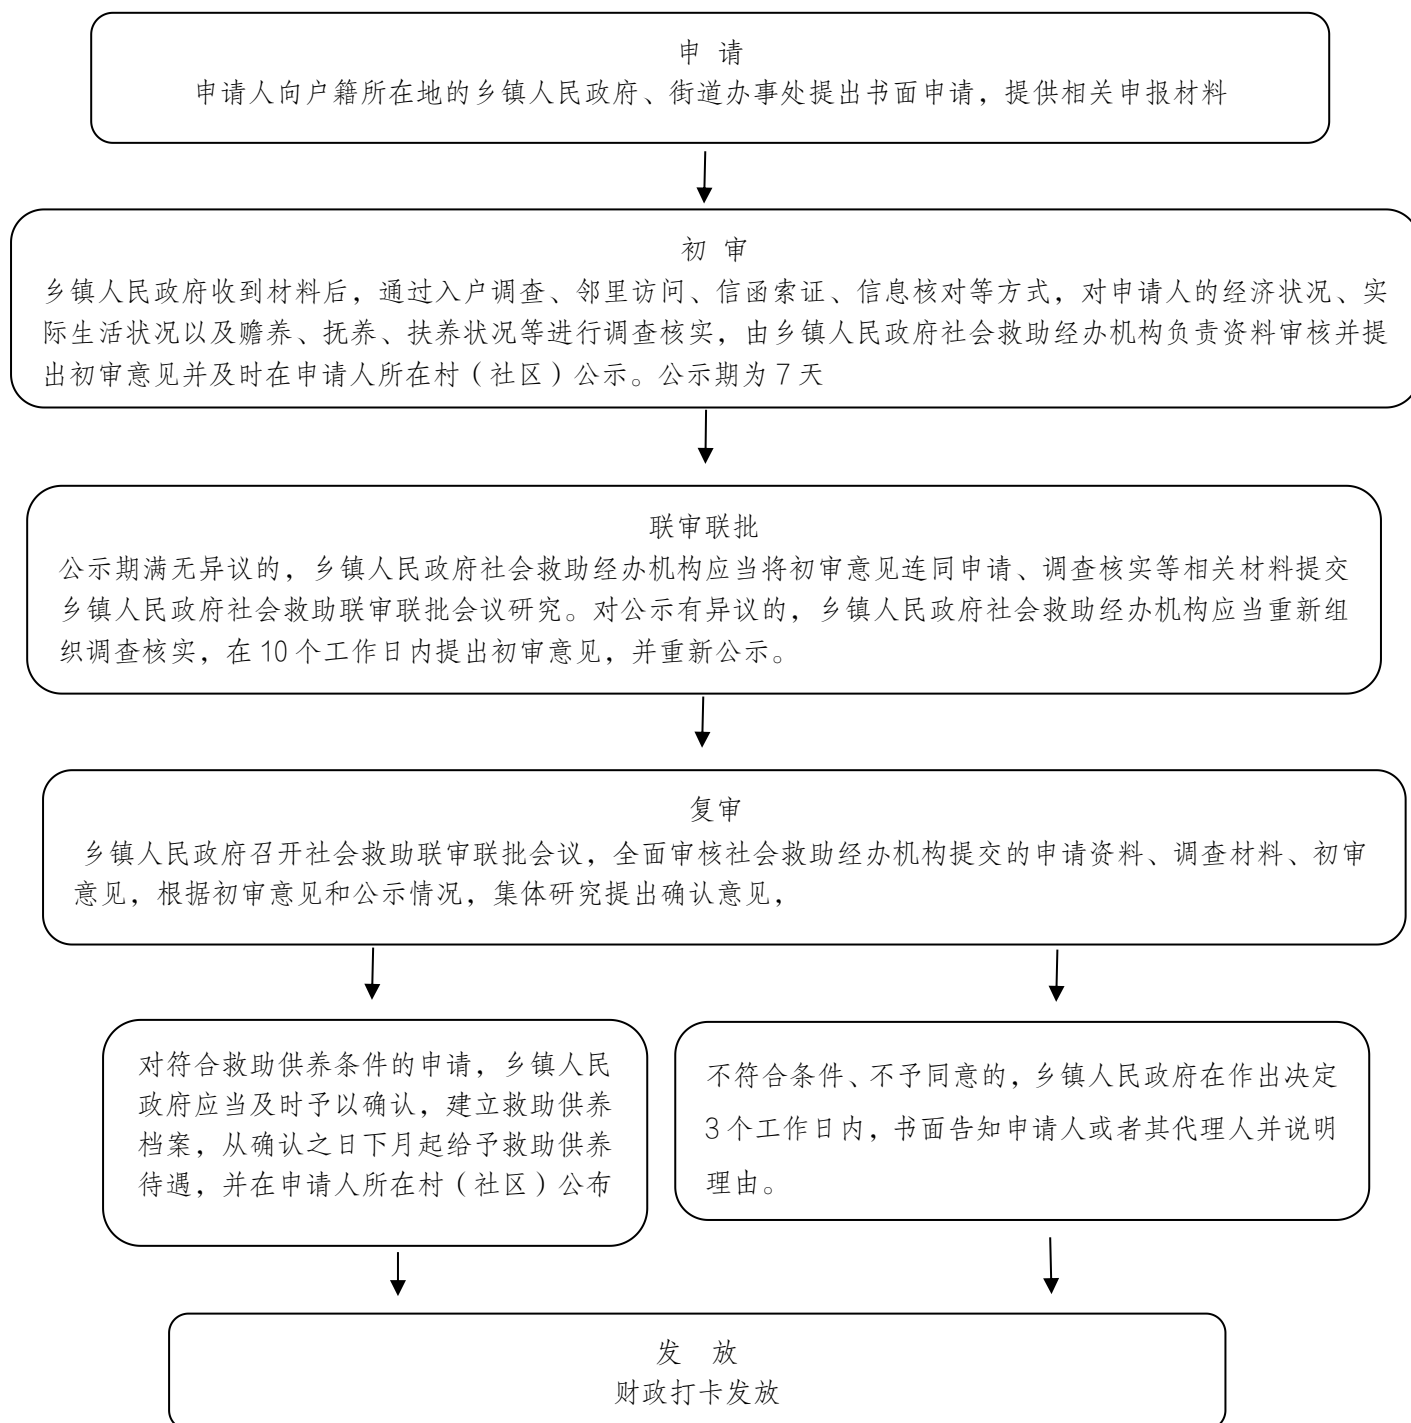 申 请
申请人向户籍所在地的乡镇人民政府、街道办事处提出书面申请，提供相关申报材料
初 审
乡镇人民政府收到材料后，通过入户调查、邻里访问、信函索证、信息核对等方式，对申请人的经济状况、实
际生活状况以及赡养、抚养、扶养状况等进行调查核实，由乡镇人民政府社会救助经办机构负责资料审核并提
出初审意见并及时在申请人所在村（社区）公示。公示期为 7 天
联审联批
公示期满无异议的，乡镇人民政府社会救助经办机构应当将初审意见连同申请、调查核实等相关材料提交
乡镇人民政府社会救助联审联批会议研究。对公示有异议的，乡镇人民政府社会救助经办机构应当重新组
织调查核实，在 10 个工作日内提出初审意见，并重新公示。
复审
乡镇人民政府召开社会救助联审联批会议，全面审核社会救助经办机构提交的申请资料、调查材料、初审
意见，根据初审意见和公示情况，集体研究提出确认意见，
对符合救助供养条件的申请，乡镇人民
政府应当及时予以确认，建立救助供养
档案，从确认之日下月起给予救助供养
待遇，并在申请人所在村（社区）公布
不符合条件、不予同意的，乡镇人民政府在作出决定
3 个工作日内，书面告知申请人或者其代理人并说明
理由。
发 放
财政打卡发放